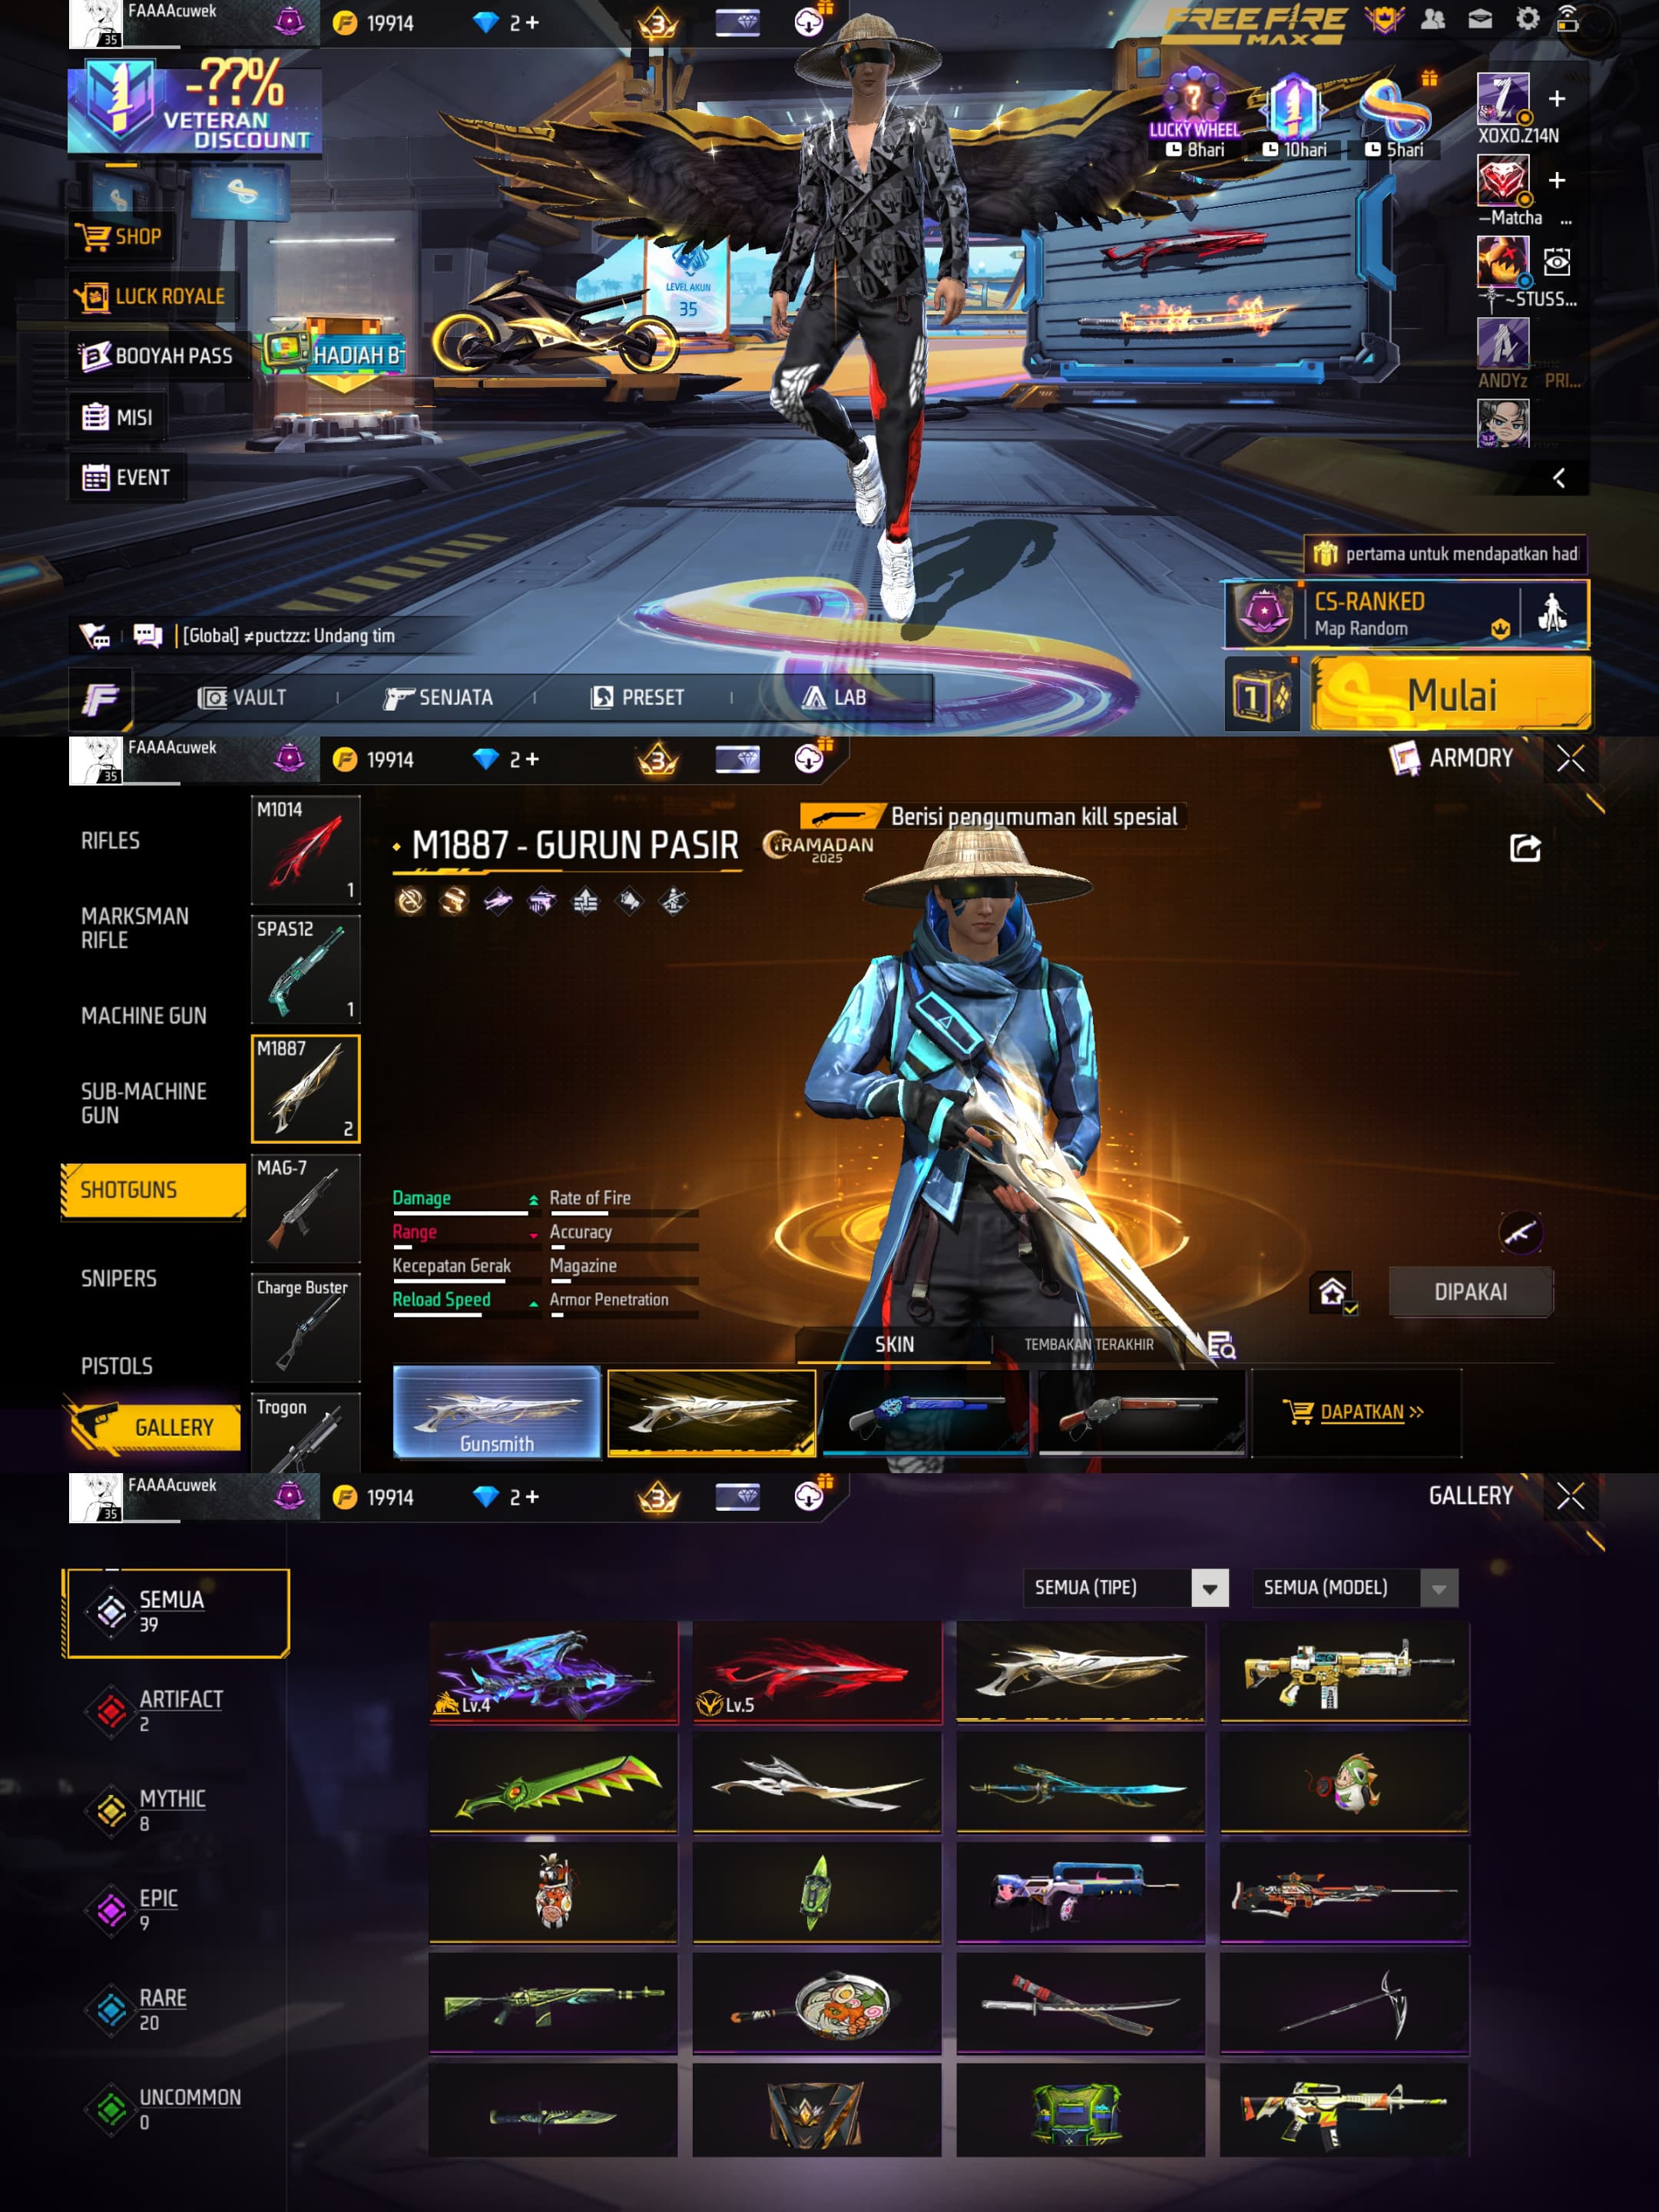 FAAAAcuwek
35
19914
2 +
3
FREE FIRE
MAX
-??%
VETERAN
DISCOUNT
LUCKY WHEEL
8hari
10hari
5hari
XOXO.Z14N
—Matcha ...
~STUSS...
ANDYz PRI...
SHOP
LUCK ROYALE
BOOYAH PASS
HADIAH B-
MISI
EVENT
LEVEL AKUN
35
pertama untuk mendapatkan had
CS-RANKED
Map Random
[Global] ≠puctzzz: Undang tim
VAULT
SENJATA
PRESET
LAB
1
Mulai
FAAAAcuwek
35
19914
2 +
3
ARMORY
RIFLES
MARKSMAN
RIFLE
MACHINE GUN
SUB-MACHINE
GUN
SHOTGUNS
SNIPERS
PISTOLS
GALLERY
M1014
1
SPAS12
1
M1887
2
MAG-7
Charge Buster
Trogon
Berisi pengumuman kill spesial
M1887 - GURUN PASIR
RAMADAN
2025
Damage
Rate of Fire
Range
Accuracy
Kecepatan Gerak
Magazine
Reload Speed
Armor Penetration
DIPAKAI
SKIN
TEMBAKAN TERAKHIR
Gunsmith
DAPATKAN >>
FAAAAcuwek
35
19914
2 +
3
GALLERY
SEMUA
39
ARTIFACT
2
MYTHIC
8
EPIC
9
RARE
20
UNCOMMON
0
SEMUA (TIPE)
SEMUA (MODEL)
Lv.4
Lv.5